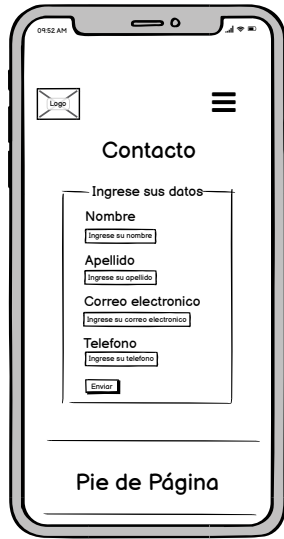 09:52 AM
Logo
Contacto
Ingrese sus datos
Nombre
Ingrese su nombre
Apellido
Ingrese su apellido
Correo electronico
Ingrese su correo electronico
Telefono
Ingrese su telefono
Enviar
Pie de Página